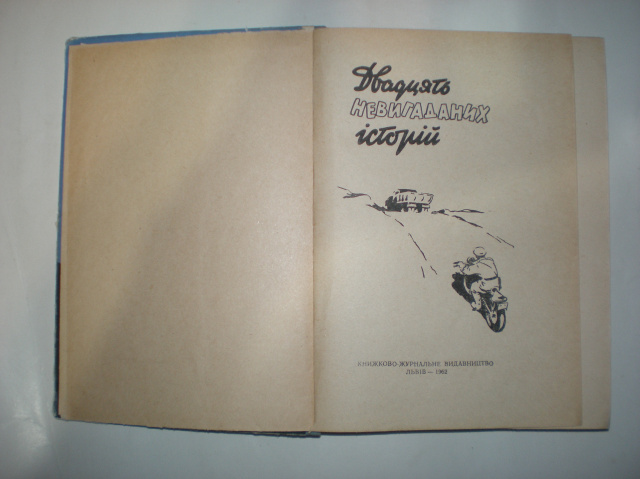 Двадцять
НЕВИГАДАНИХ
історій
КНИЖКОВО-ЖУРНАЛЬНЕ ВИДАВНИЦТВО
ЛЬВІВ — 1962